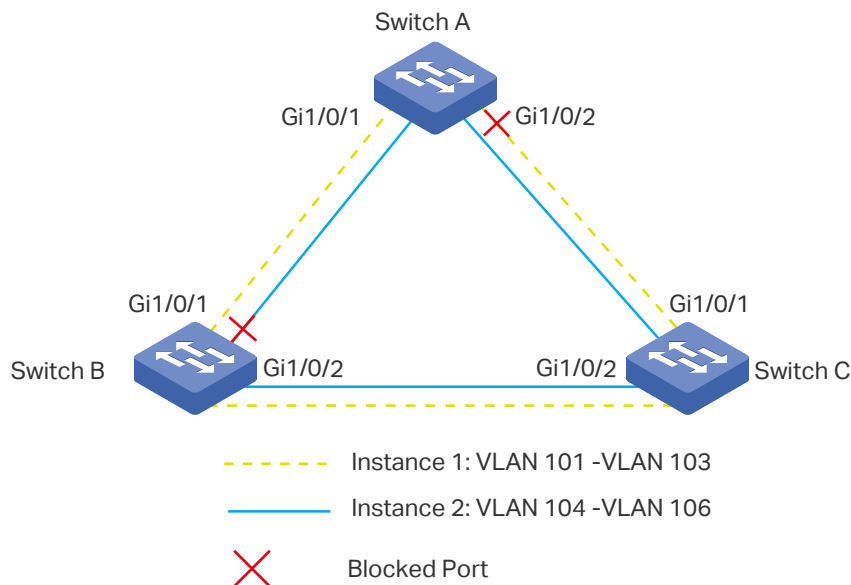 Switch A
Gi1/0/1
Gi1/0/2
Gi1/0/1
Gi1/0/1
Switch B
Gi1/0/2
Gi1/0/2
Switch C
Instance 1: VLAN 101 -VLAN 103
Instance 2: VLAN 104 -VLAN 106
Blocked Port